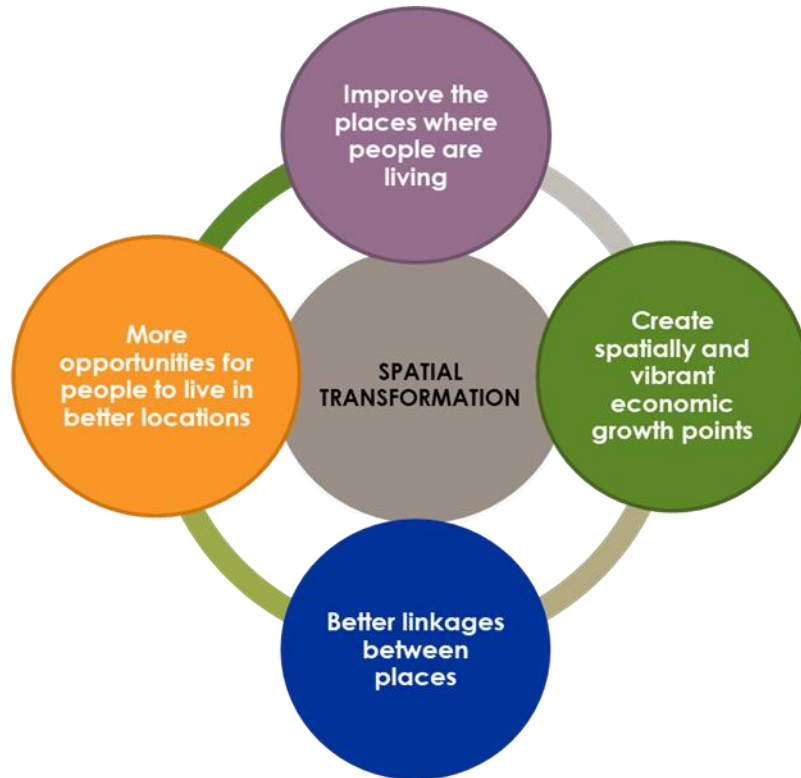 Improve the
places where
people are
living
More
opportunities for
people to live in
better locations
SPATIAL
TRANSFORMATION
Create
spatially and
vibrant
economic
growth points
Better linkages
between
places